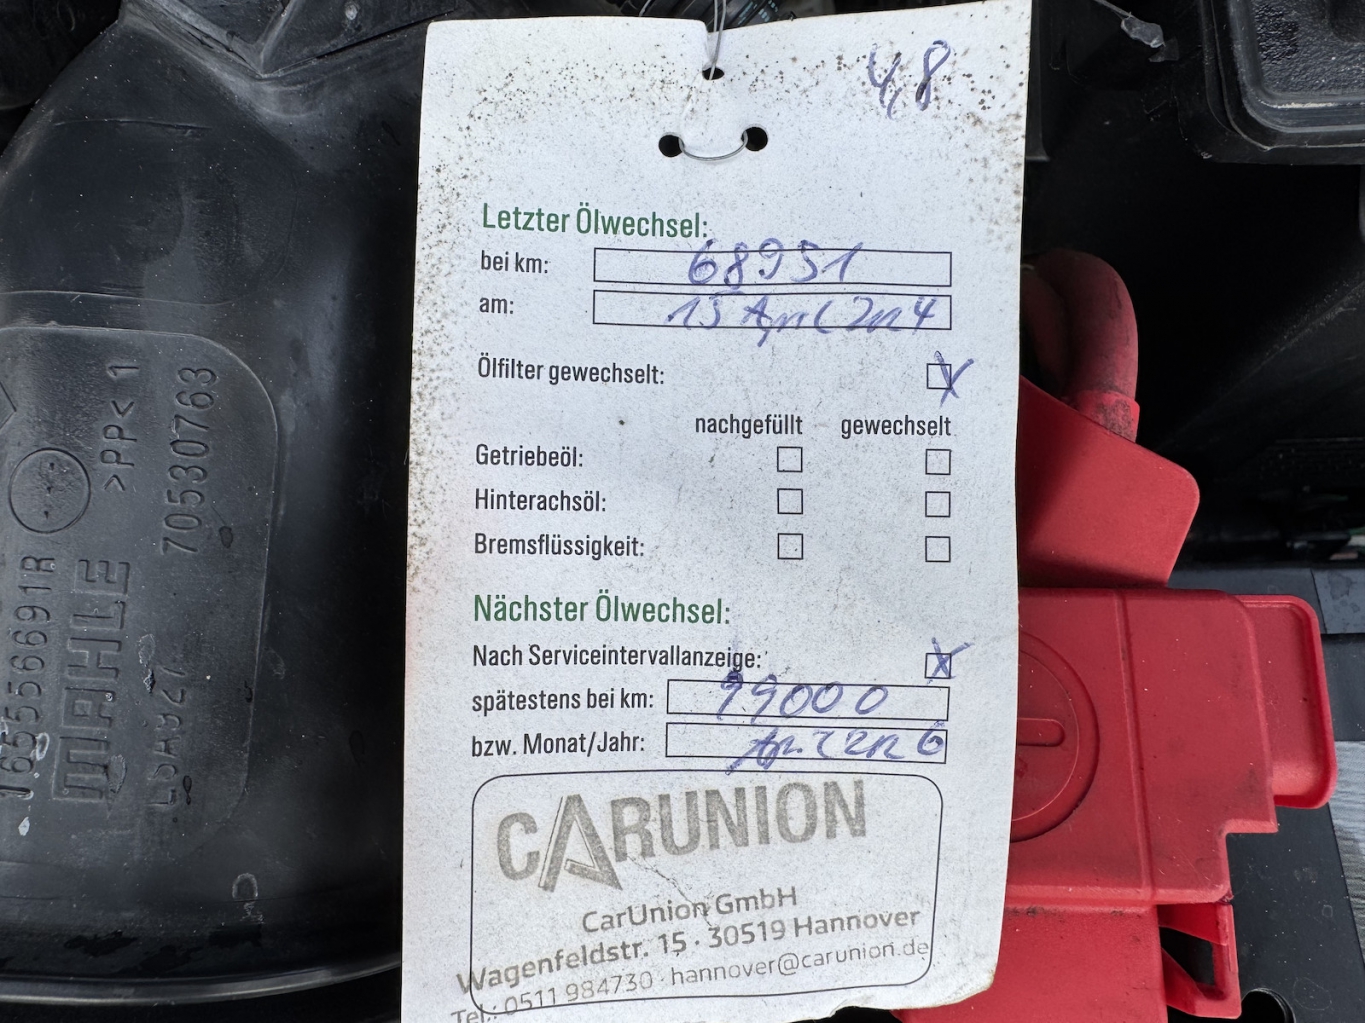 4,8
Letzter Ölwechsel:
bei km: 68951
am: 15 April 2024
Ölfilter gewechselt: X
nachgefüllt gewechselt
Getriebeöl:
Hinterachsöl:
Bremsflüssigkeit:
Nächster Ölwechsel:
Nach Serviceintervallanzeige: X
spätestens bei km: 99000
bzw. Monat/Jahr:
CARUNION
CarUnion GmbH
Wagenfeldstr. 15 · 30519 Hannover
Tel.: 0511 984730 · hannover@carunion.de
>PP< 1
70530763
MAHLE